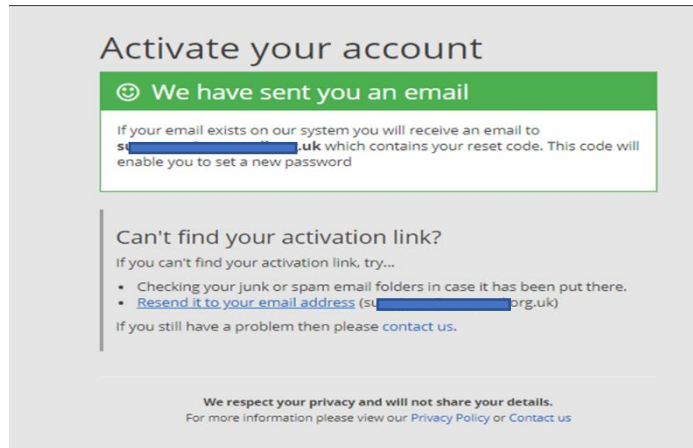 Activate your account
We have sent you an email
If your email exists on our system you will receive an email to
su .uk which contains your reset code. This code will
enable you to set a new password
Can't find your activation link?
If you can't find your activation link, try...
• Checking your junk or spam email folders in case it has been put there.
• Resend it to your email address (su org.uk)
If you still have a problem then please contact us.
We respect your privacy and will not share your details.
For more information please view our Privacy Policy or Contact us